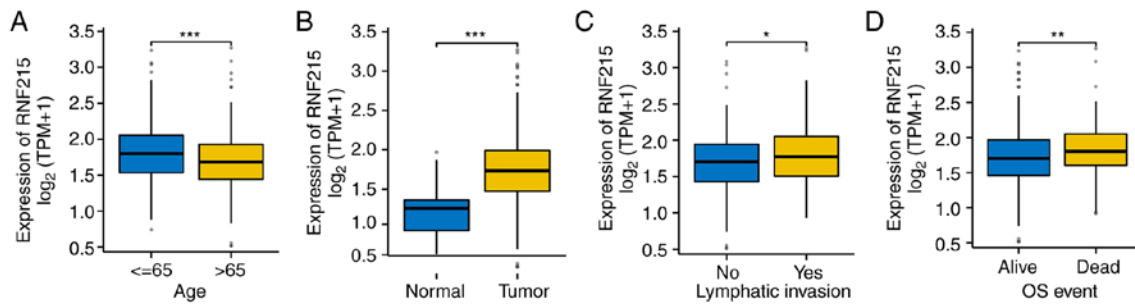 A
Expression of RNF215
log₂ (TPM+1)
3.5
3.0
2.5
2.0
1.5
1.0
0.5
***
<=65
>65
Age
B
Expression of RNF215
log₂ (TPM+1)
3.5
3.0
2.5
2.0
1.5
1.0
0.5
***
Normal
Tumor
C
Expression of RNF215
log₂ (TPM+1)
3.5
3.0
2.5
2.0
1.5
1.0
0.5
*
No
Yes
Lymphatic invasion
D
Expression of RNF215
log₂ (TPM+1)
3.5
3.0
2.5
2.0
1.5
1.0
0.5
**
Alive
Dead
OS event